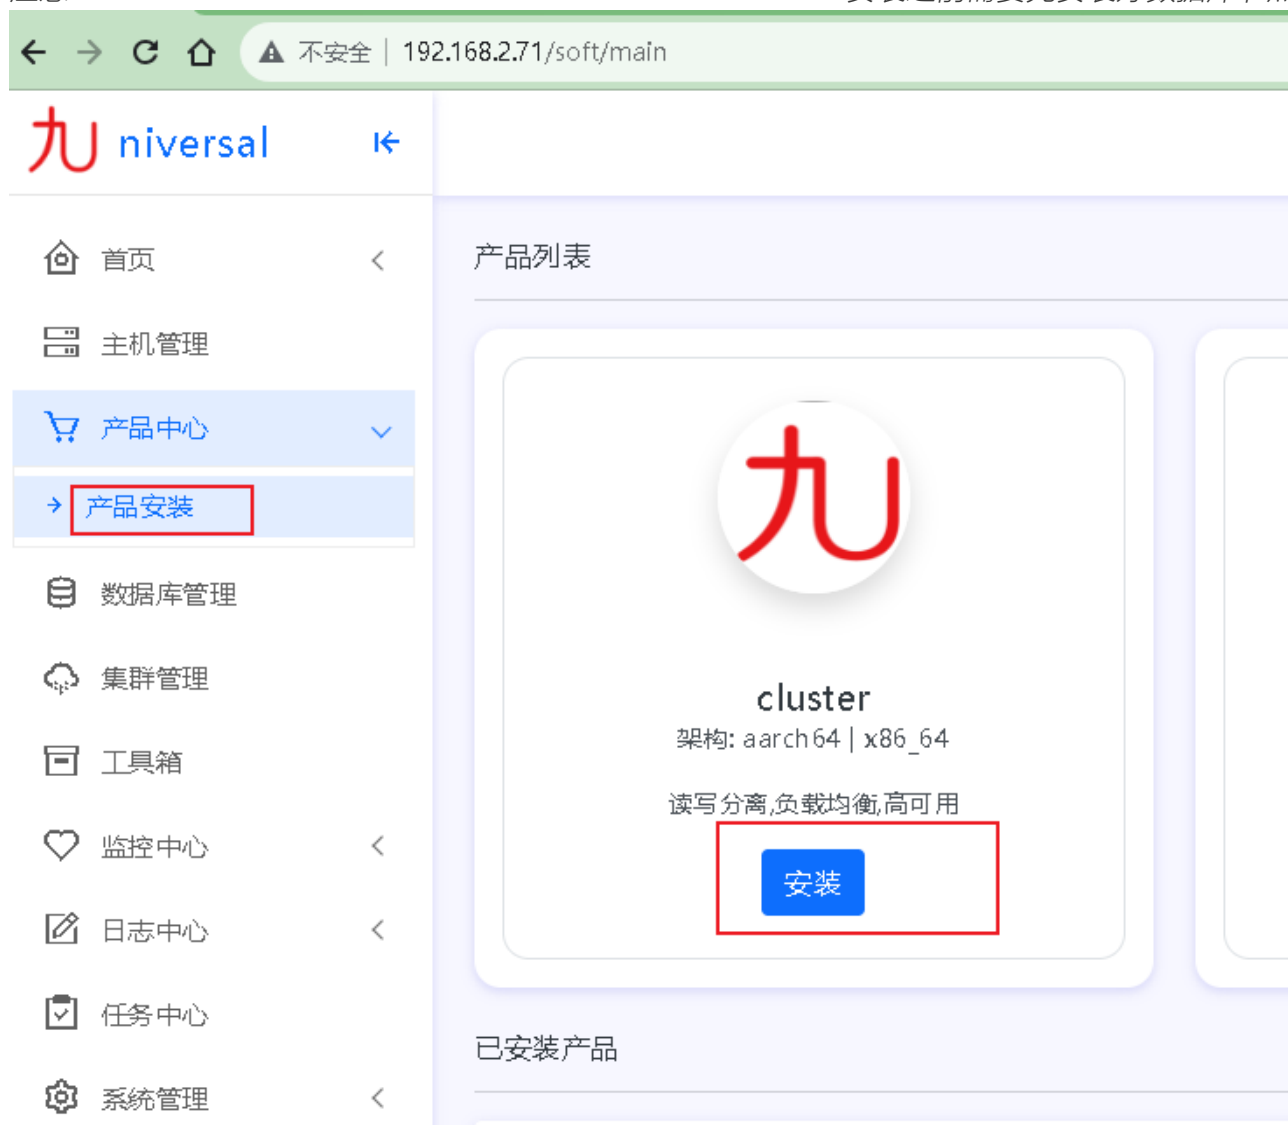 不安全 | 192.168.2.71/soft/main
九 niversal
首页
主机管理
产品中心
产品安装
数据库管理
集群管理
工具箱
监控中心
日志中心
任务中心
系统管理
产品列表
九
cluster
架构: aarch64 | x86_64
读写分离,负载均衡,高可用
安装
已安装产品